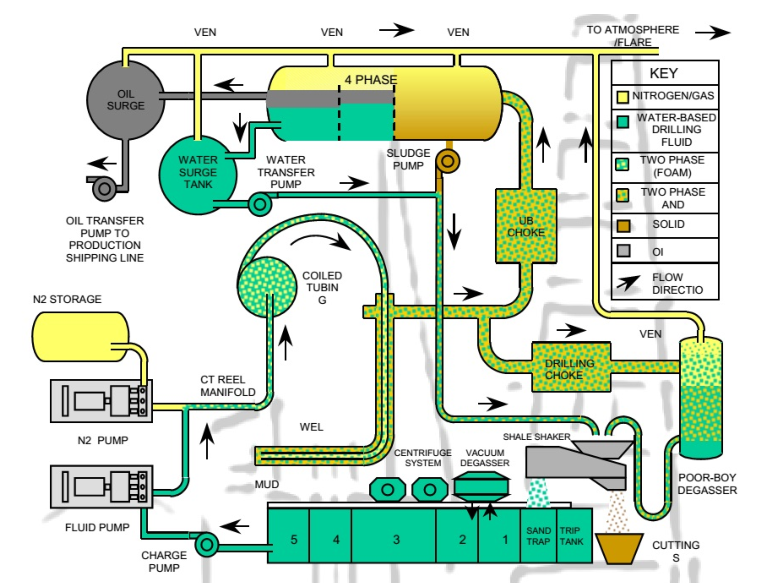 VEN
VEN
VEN
TO ATMOSPHERE
/FLARE
KEY
NITROGEN/GAS
WATER-BASED
DRILLING
FLUID
TWO PHASE
(FOAM)
TWO PHASE
AND
SOLID
OI
FLOW
DIRECTIO
4 PHASE
OIL
SURGE
WATER
SURGE
TANK
WATER
TRANSFER
PUMP
SLUDGE
PUMP
OIL TRANSFER
PUMP TO
PRODUCTION
SHIPPING LINE
UB
CHOKE
COILED
TUBIN
G
N2 STORAGE
VEN
DRILLING
CHOKE
CT REEL
MANIFOLD
N2 PUMP
WEL
SHALE SHAKER
CENTRIFUGE
SYSTEM
VACUUM
DEGASSER
POOR-BOY
DEGASSER
MUD
FLUID PUMP
CHARGE
PUMP
5
4
3
2
1
SAND
TRAP
TRIP
TANK
CUTTING
S